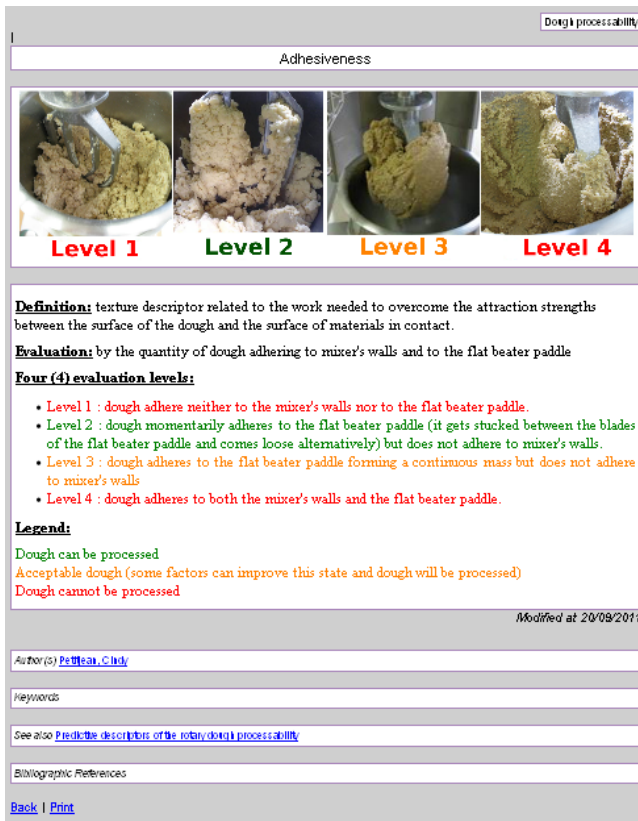 Dough processability
|
Adhesiveness
Level 1 Level 2 Level 3 Level 4
Definition: texture descriptor related to the work needed to overcome the attraction strengths
between the surface of the dough and the surface of materials in contact.
Evaluation: by the quantity of dough adhering to mixer's walls and to the flat beater paddle
Four (4) evaluation levels:
• Level 1 : dough adhere neither to the mixer's walls nor to the flat beater paddle.
• Level 2 : dough momentarily adheres to the flat beater paddle (it gets stucked between the blades
of the flat beater paddle and comes loose alternatively) but does not adhere to mixer's walls.
• Level 3 : dough adheres to the flat beater paddle forming a continuous mass but does not adhere
to mixer's walls
• Level 4 : dough adheres to both the mixer's walls and the flat beater paddle.
Legend:
Dough can be processed
Acceptable dough (some factors can improve this state and dough will be processed)
Dough cannot be processed
Modified at 20/09/2011
Author(s) Petitjean, Cindy
Keywords
See also Predictive descriptors of the rotary dough processability
Bibliographic References
Back | Print